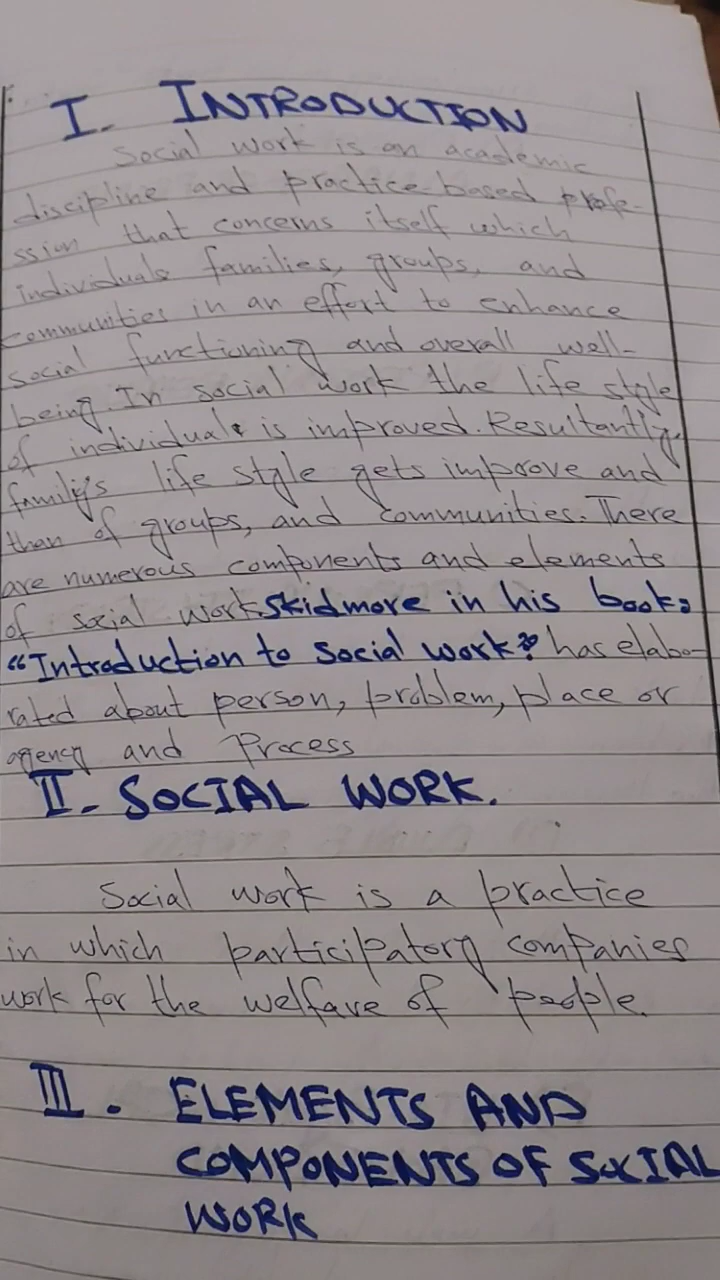 I. INTRODUCTION
Social work is an academic
discipline and practice-based profe-
ssion that concerns itself which
individuals families, groups, and
communities in an effort to enhance
social functioning and overall well-
being. In social work the life style
of individuals is improved. Resultantly,
family's life style gets improve and
than of groups, and communities. There
are numerous components and elements
of social work. Skidmore in his book,
"Introduction to Social work" has elabo-
rated about person, problem, place or
agency and Process
II. SOCIAL WORK.
Social work is a practice
in which participatory companies
work for the welfare of people.
III. ELEMENTS AND
COMPONENTS OF SOCIAL
WORK